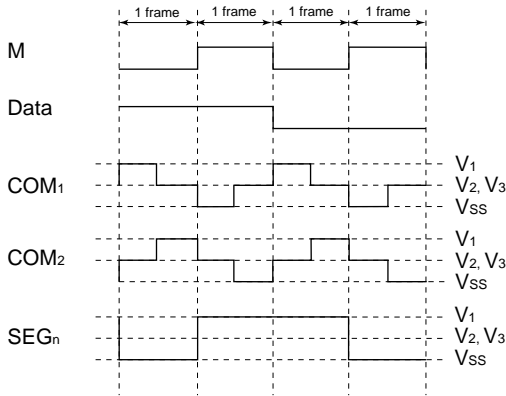 1 frame 1 frame 1 frame 1 frame
M
Data
COM1
V1
V2, V3
VSS
COM2
V1
V2, V3
VSS
SEGn
V1
V2, V3
VSS